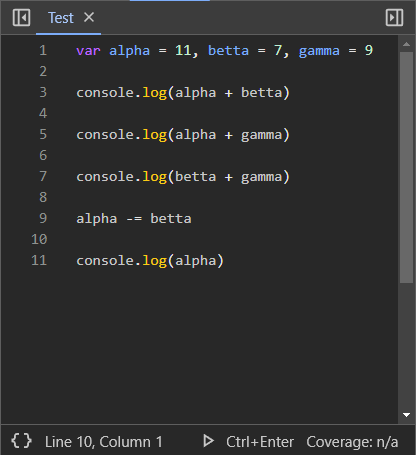 Test
1 var alpha = 11, betta = 7, gamma = 9
2
3 console.log(alpha + betta)
4
5 console.log(alpha + gamma)
6
7 console.log(betta + gamma)
8
9 alpha -= betta
10
11 console.log(alpha)
{ } Line 10, Column 1 Ctrl+Enter Coverage: n/a